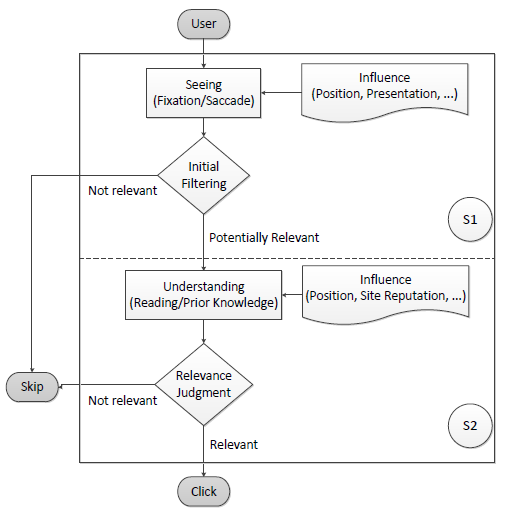 User
Seeing
(Fixation/Saccade)
Influence
(Position, Presentation, ...)
Initial
Filtering
Not relevant
S1
Potentially Relevant
Understanding
(Reading/Prior Knowledge)
Influence
(Position, Site Reputation, ...)
Relevance
Judgment
Skip
Not relevant
S2
Relevant
Click